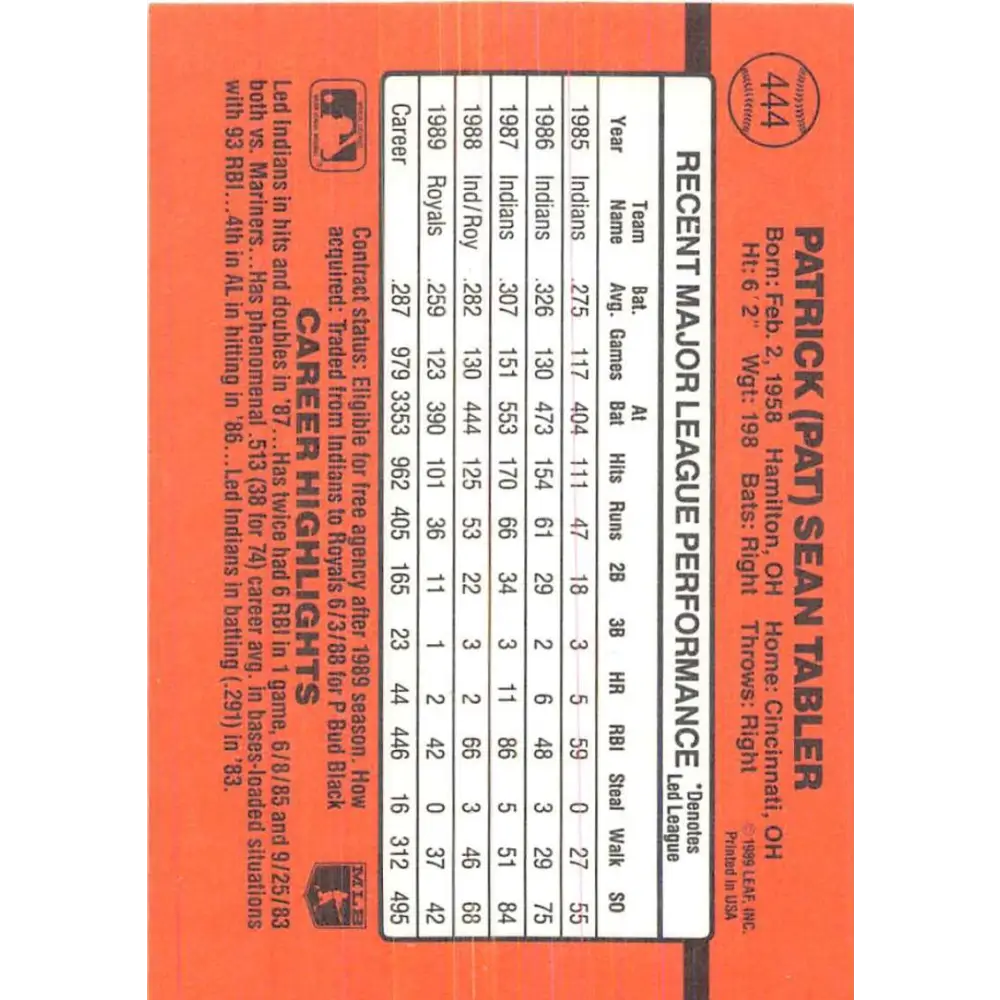 444
PATRICK (PAT) SEAN TABLER
Born: Feb. 2, 1958 Hamilton, OH Home: Cincinnati, OH
Ht: 6'2" Wgt: 198 Bats: Right Throws: Right
©1989 LEAF, INC.
Printed in USA
RECENT MAJOR LEAGUE PERFORMANCE *Denotes
Led League
Year Team Name Bat. Avg. Games At Bat Hits Runs 2B 3B HR RBI Steal Walk SO
1985 Indians .275 117 404 111 47 18 3 5 59 0 27 55
1986 Indians .326 130 473 154 61 29 2 6 48 3 29 75
1987 Indians .307 151 553 170 66 34 3 11 86 5 51 84
1988 Ind/Roy .282 130 444 125 53 22 3 2 66 3 46 68
1989 Royals .259 123 390 101 36 11 1 2 42 0 37 42
Career .287 979 3353 962 405 165 23 44 446 16 312 495
Contract status: Eligible for free agency after 1989 season. How
acquired: Traded from Indians to Royals 6/3/88 for P Bud Black
MLB
CAREER HIGHLIGHTS
Led Indians in hits and doubles in '87...Has twice had 6 RBI in 1 game, 6/8/85 and 9/25/83
both vs. Mariners...Has phenomenal .513 (38 for 74) career avg. in bases-loaded situations
with 93 RBI...4th in AL in hitting in '86...Led Indians in batting (.291) in '83.